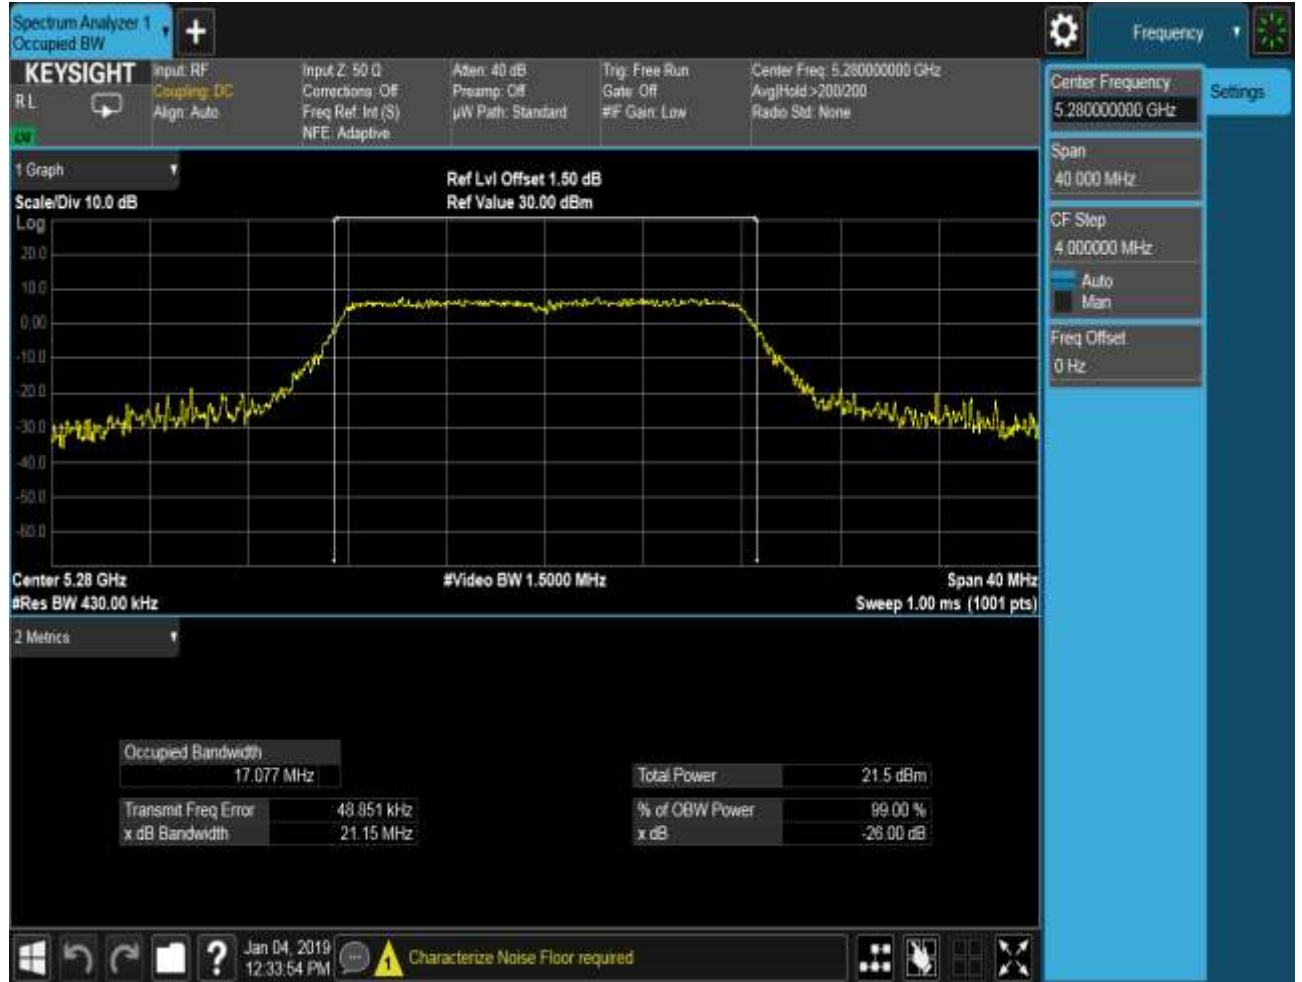 Spectrum Analyzer 1
Occupied BW
Frequency
KEYSIGHT
R L
Input: RF
Coupling: DC
Align: Auto
Input Z: 50 Ω
Corrections: Off
Freq Ref: Int (S)
NFE: Adaptive
Atten: 40 dB
Preamp: Off
µW Path: Standard
Trig: Free Run
Gate: Off
#IF Gain: Low
Center Freq: 5.280000000 GHz
Avg|Hold:>200/200
Radio Std: None
Center Frequency
5.280000000 GHz
Settings
Span
40.000 MHz
CF Step
4.000000 MHz
Auto
Man
Freq Offset
0 Hz
1 Graph
Scale/Div 10.0 dB
Ref Lvl Offset 1.50 dB
Ref Value 30.00 dBm
Log
20.0
10.0
0.00
-10.0
-20.0
-30.0
-40.0
-50.0
-60.0
Center 5.28 GHz
#Video BW 1.5000 MHz
Span 40 MHz
#Res BW 430.00 kHz
Sweep 1.00 ms (1001 pts)
2 Metrics
Occupied Bandwidth
17.077 MHz
Total Power 21.5 dBm
Transmit Freq Error 48.851 kHz
% of OBW Power 99.00 %
x dB Bandwidth 21.15 MHz
x dB -26.00 dB
?
Jan 04, 2019
12:33:54 PM
1
Characterize Noise Floor required